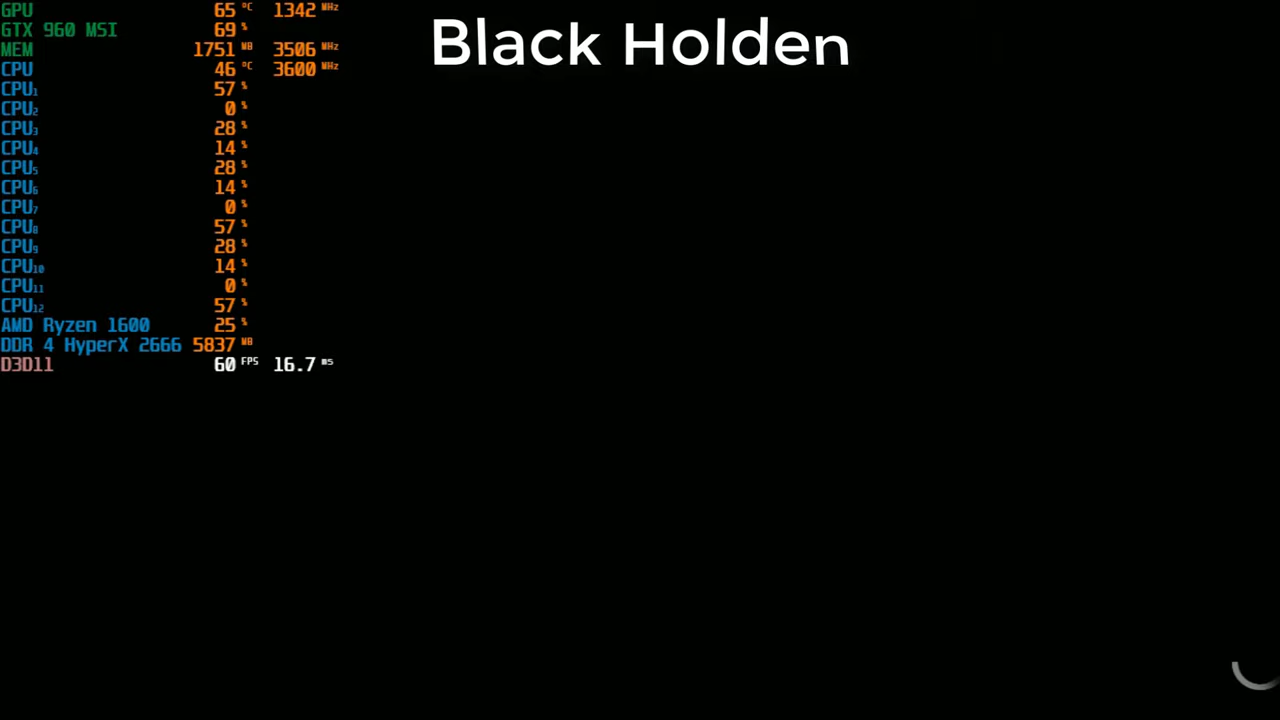 Black Holden
GPU 65 °C 1342 MHz
GTX 960 MSI 69 %
MEM 1751 MB 3506 MHz
CPU 46 °C 3600 MHz
CPU1 57 %
CPU2 0 %
CPU3 28 %
CPU4 14 %
CPU5 28 %
CPU6 14 %
CPU7 0 %
CPU8 57 %
CPU9 28 %
CPU10 14 %
CPU11 0 %
CPU12 57 %
AMD Ryzen 1600 25 %
DDR 4 HyperX 2666 5837 MB
D3D11 60 FPS 16.7 ms